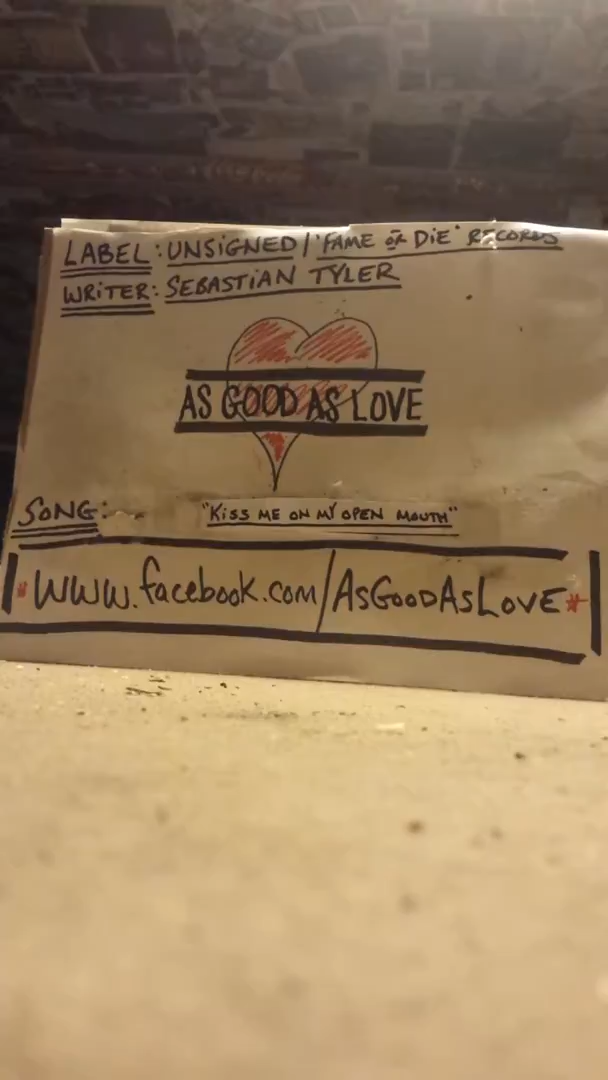 LABEL: UNSIGNED / 'FAME OR DIE' RECORDS
WRITER: SEBASTIAN TYLER
AS GOOD AS LOVE
SONG: "KISS ME ON MY OPEN MOUTH"
* www.facebook.com/AsGoodAsLovE *